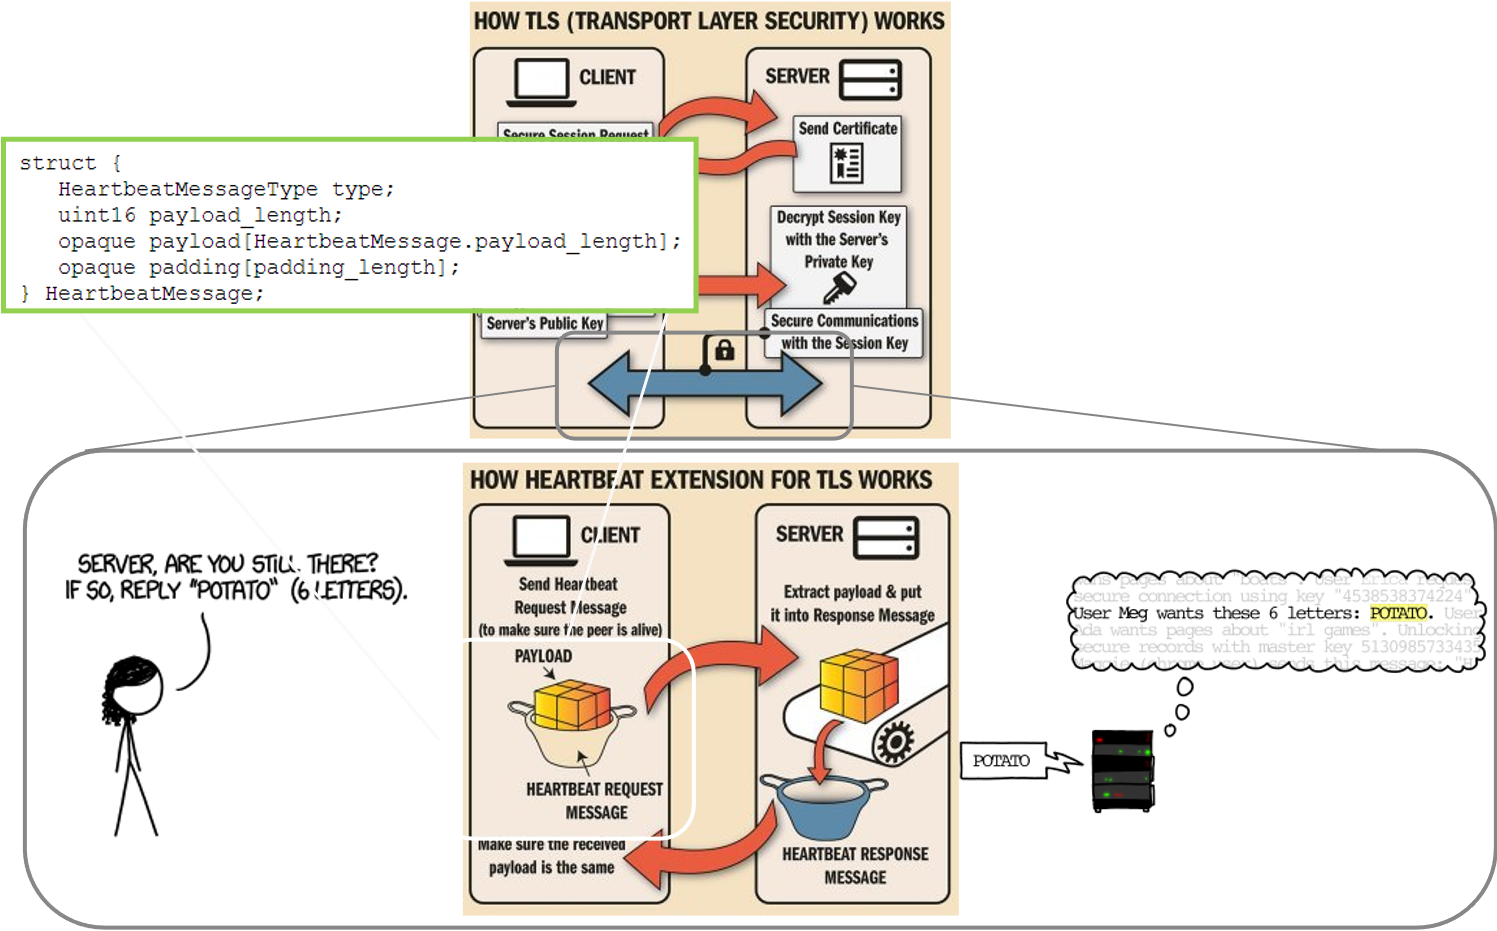 HOW TLS (TRANSPORT LAYER SECURITY) WORKS
CLIENT
SERVER
Secure Session Request
Send Certificate
struct {
HeartbeatMessageType type;
uint16 payload_length;
opaque payload[HeartbeatMessage.payload_length];
opaque padding[padding_length];
} HeartbeatMessage;
Decrypt Session Key
with the Server's
Private Key
Server's Public Key
Secure Communications
with the Session Key
HOW HEARTBEAT EXTENSION FOR TLS WORKS
CLIENT
SERVER
SERVER, ARE YOU STILL THERE?
IF SO, REPLY "POTATO" (6 LETTERS).
Send Heartbeat
Request Message
(to make sure the peer is alive)
PAYLOAD
HEARTBEAT REQUEST
MESSAGE
Make sure the received
payload is the same
Extract payload & put
it into Response Message
HEARTBEAT RESPONSE
MESSAGE
POTATO
pages about "boats". User Erica
secure connection using key "4538538374224"
User Meg wants these 6 letters: POTATO. User
Ada wants pages about "irl games". Unlocking
secure records with master key 5130985733435
sends this message: "H